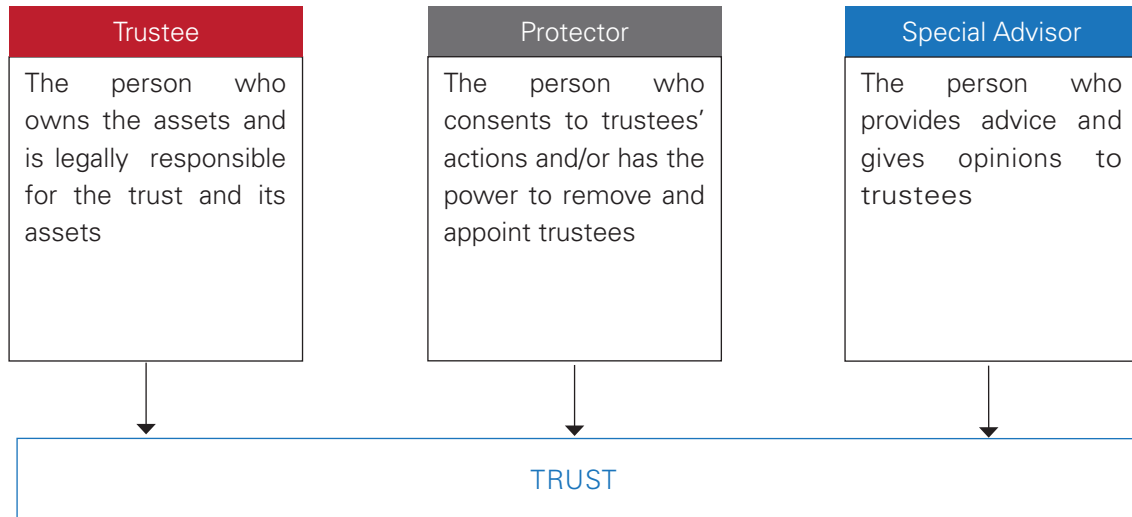 Trustee
The person who
owns the assets and
is legally responsible
for the trust and its
assets
Protector
The person who
consents to trustees’
actions and/or has the
power to remove and
appoint trustees
Special Advisor
The person who
provides advice and
gives opinions to
trustees
TRUST